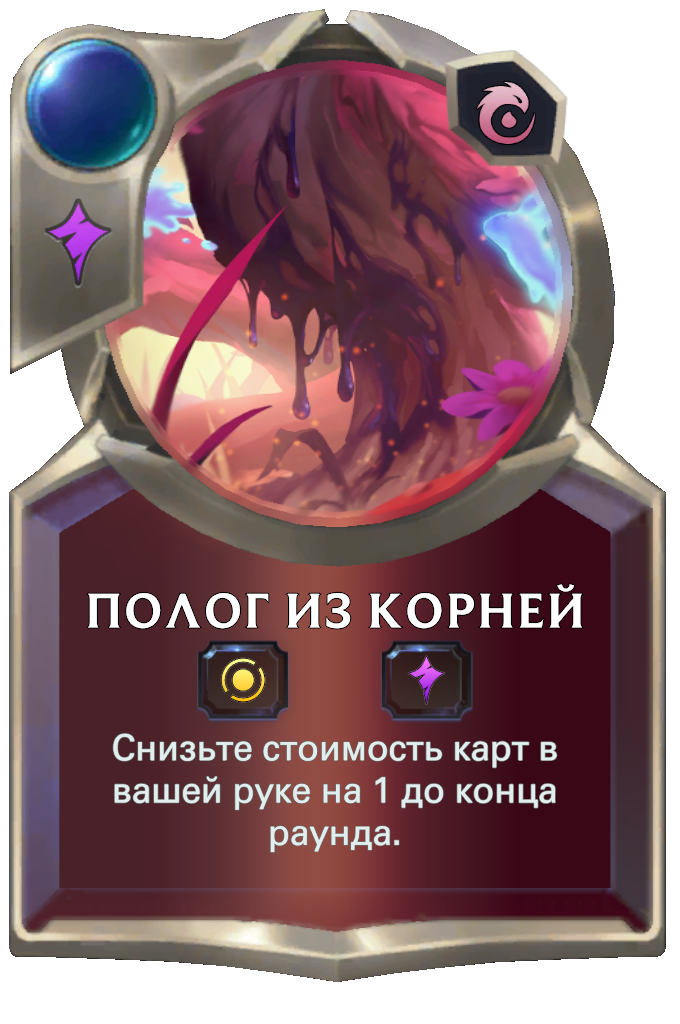 ПОЛОГ ИЗ КОРНЕЙ
Снизьте стоимость карт в
вашей руке на 1 до конца
раунда.